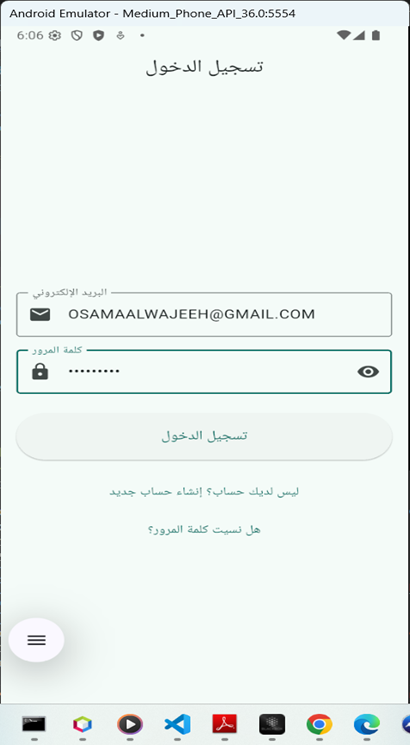 Android Emulator - Medium_Phone_API_36.0:5554
6:06
تسجيل الدخول
البريد الإلكتروني
OSAMAALWAJEEH@GMAIL.COM
كلمة المرور
•••••••••
تسجيل الدخول
ليس لديك حساب؟ إنشاء حساب جديد
هل نسيت كلمة المرور؟